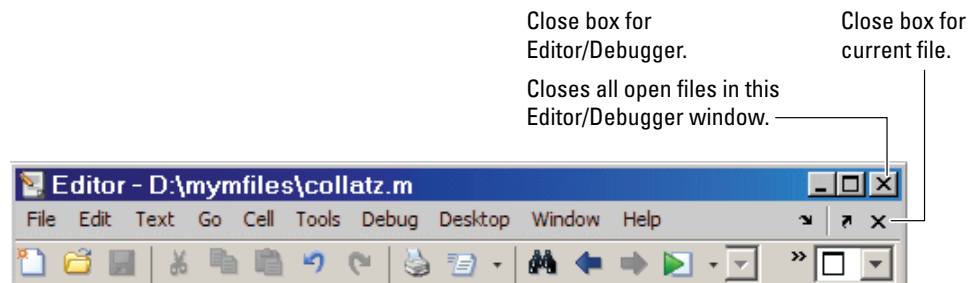 Close box for
Editor/Debugger.
Closes all open files in this
Editor/Debugger window.
Close box for
current file.
Editor - D:\mymfiles\collatz.m
File Edit Text Go Cell Tools Debug Desktop Window Help